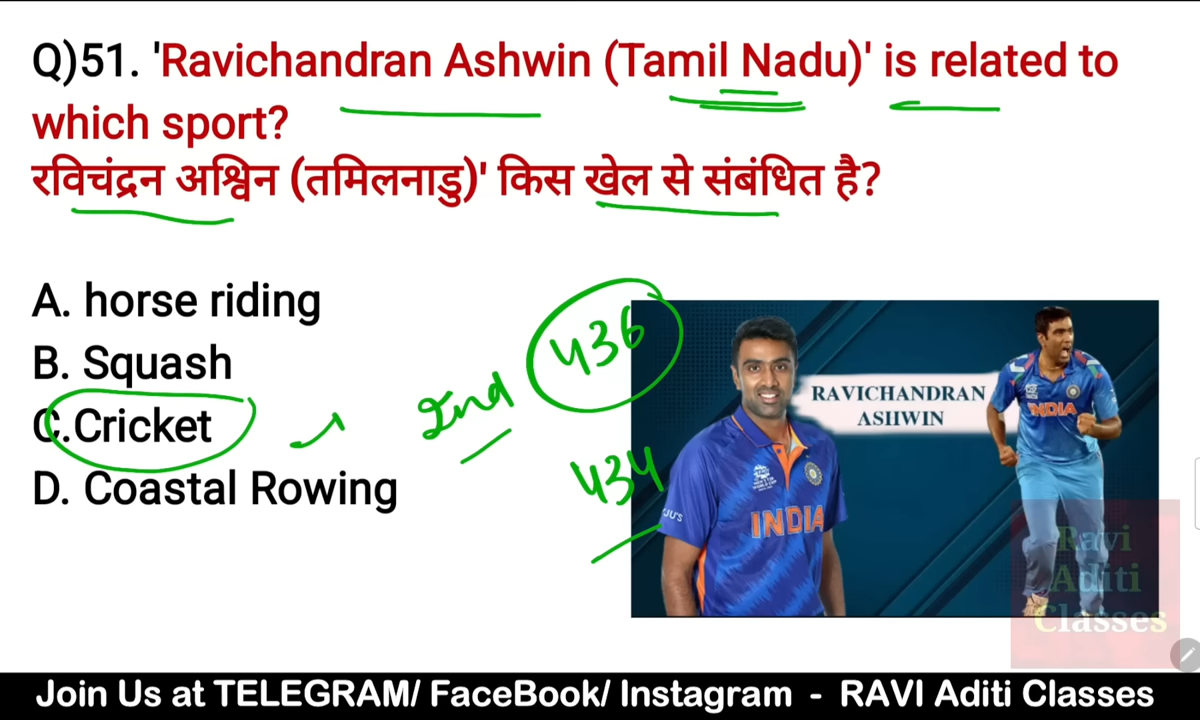 Q)51. 'Ravichandran Ashwin (Tamil Nadu)' is related to
which sport?
रविचंद्रन अश्विन (तमिलनाडु)' किस खेल से संबंधित है?
A. horse riding
B. Squash
C.Cricket
D. Coastal Rowing
2nd
436
434
RAVICHANDRAN
ASHWIN
INDIA
INDIA
Ravi
Aditi
Classes
Join Us at TELEGRAM/ FaceBook/ Instagram - RAVI Aditi Classes